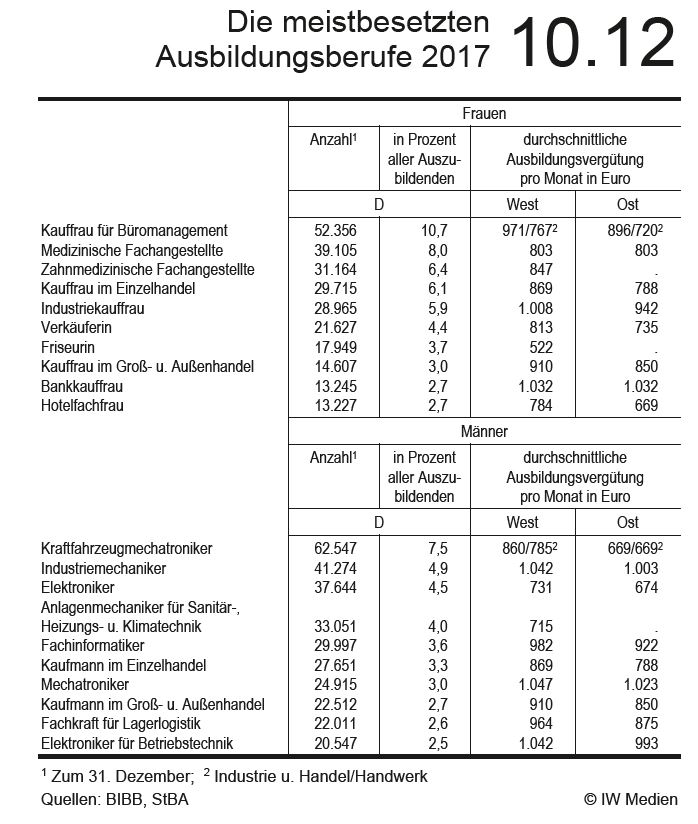 Die meistbesetzten
Ausbildungsberufe 2017 10.12
Frauen
Anzahl¹ in Prozent durchschnittliche
aller Auszu- Ausbildungsvergütung
bildenden pro Monat in Euro
D West Ost
Kauffrau für Büromanagement 52.356 10,7 971/767² 896/720²
Medizinische Fachangestellte 39.105 8,0 803 803
Zahnmedizinische Fachangestellte 31.164 6,4 847 .
Kauffrau im Einzelhandel 29.715 6,1 869 788
Industriekauffrau 28.965 5,9 1.008 942
Verkäuferin 21.627 4,4 813 735
Friseurin 17.949 3,7 522 .
Kauffrau im Groß- u. Außenhandel 14.607 3,0 910 850
Bankkauffrau 13.245 2,7 1.032 1.032
Hotelfachfrau 13.227 2,7 784 669
Männer
Anzahl¹ in Prozent durchschnittliche
aller Auszu- Ausbildungsvergütung
bildenden pro Monat in Euro
D West Ost
Kraftfahrzeugmechatroniker 62.547 7,5 860/785² 669/669²
Industriemechaniker 41.274 4,9 1.042 1.003
Elektroniker 37.644 4,5 731 674
Anlagenmechaniker für Sanitär-,
Heizungs- u. Klimatechnik 33.051 4,0 715 .
Fachinformatiker 29.997 3,6 982 922
Kaufmann im Einzelhandel 27.651 3,3 869 788
Mechatroniker 24.915 3,0 1.047 1.023
Kaufmann im Groß- u. Außenhandel 22.512 2,7 910 850
Fachkraft für Lagerlogistik 22.011 2,6 964 875
Elektroniker für Betriebstechnik 20.547 2,5 1.042 993
¹ Zum 31. Dezember; ² Industrie u. Handel/Handwerk
Quellen: BIBB, StBA © IW Medien